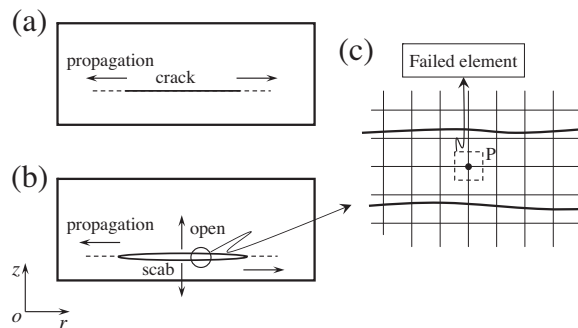 (a)
propagation
crack
(b)
propagation
open
scab
z
o
r
(c)
Failed element
P